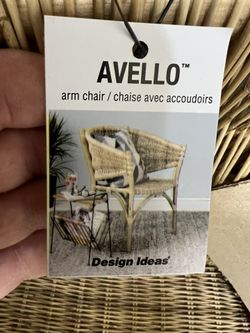 AVELLO™
arm chair / chaise avec accoudoirs
Design Ideas®